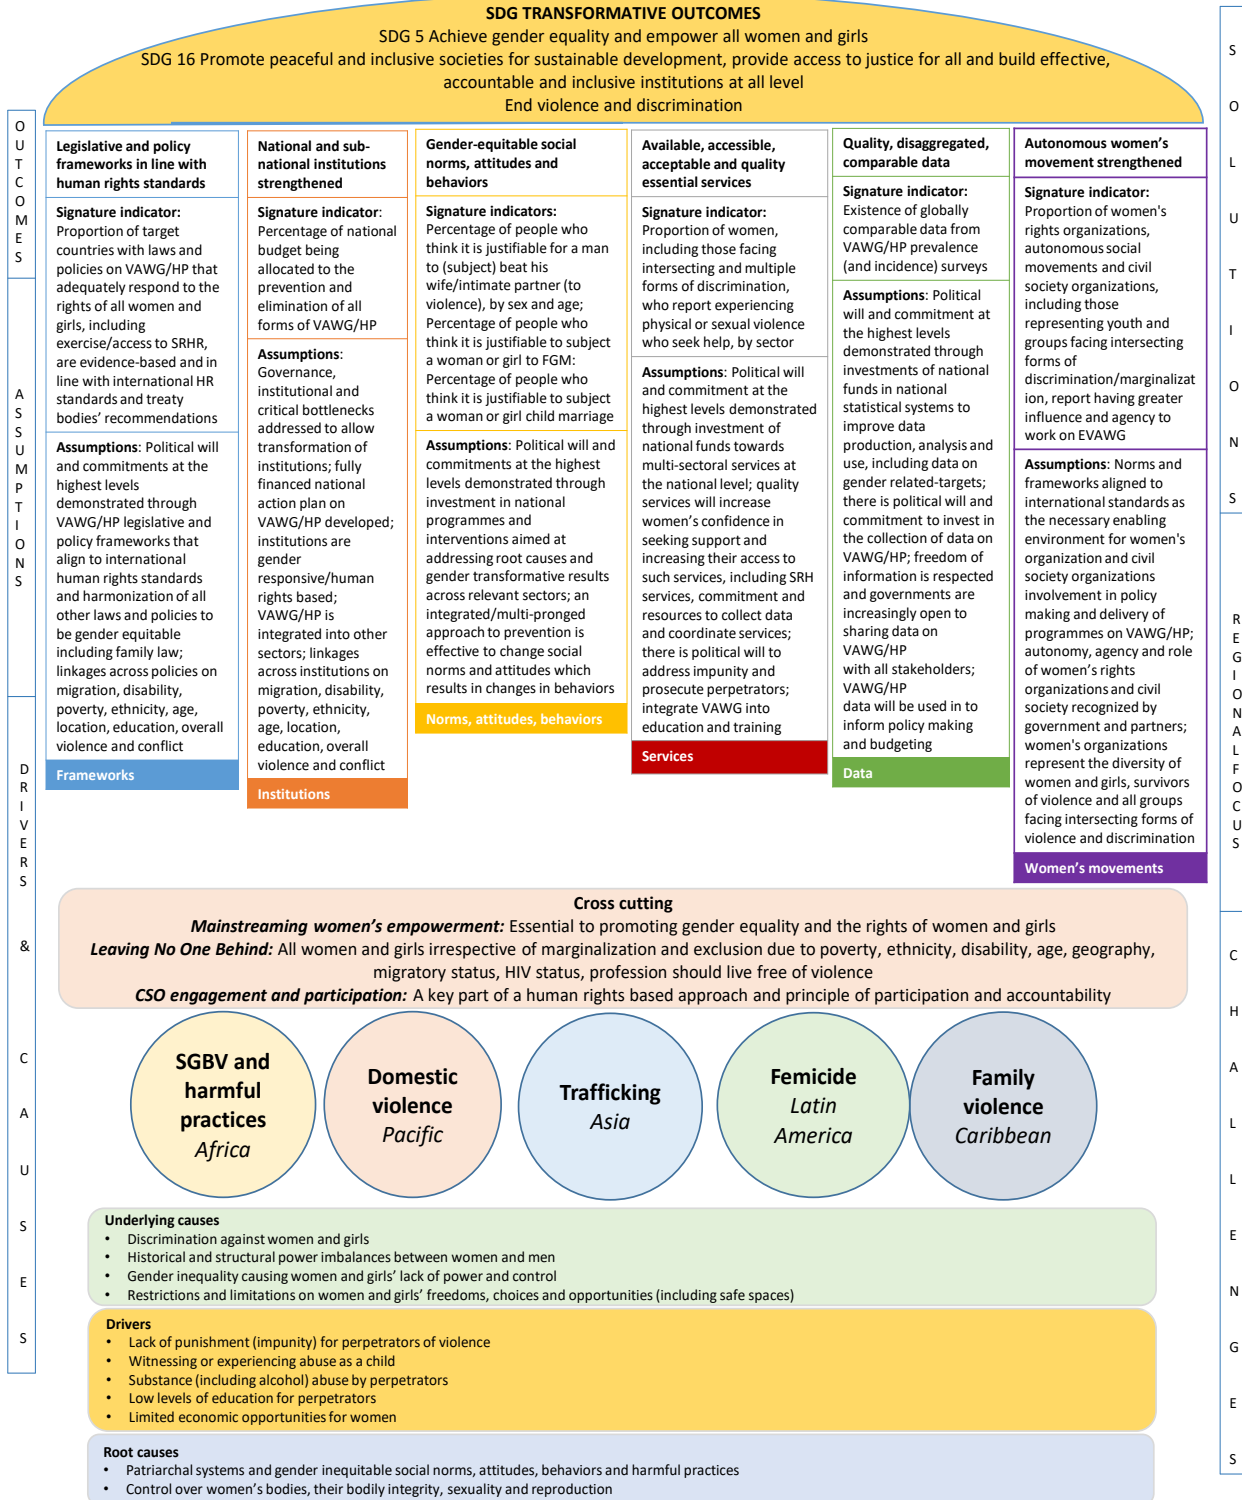 SDG TRANSFORMATIVE OUTCOMES
SDG 5 Achieve gender equality and empower all women and girls
SDG 16 Promote peaceful and inclusive societies for sustainable development, provide access to justice for all and build effective,
accountable and inclusive institutions at all level
End violence and discrimination
OUTCOMES
ASSUMPTIONS
DRIVERS & CAUSES
Legislative and policy
frameworks in line with
human rights standards
Signature indicator:
Proportion of target
countries with laws and
policies on VAWG/HP that
adequately respond to the
rights of all women and
girls, including
exercise/access to SRHR,
are evidence-based and in
line with international HR
standards and treaty
bodies’ recommendations
Assumptions: Political will
and commitments at the
highest levels
demonstrated through
VAWG/HP legislative and
policy frameworks that
align to international
human rights standards
and harmonization of all
other laws and policies to
be gender equitable
including family law;
linkages across policies on
migration, disability,
poverty, ethnicity, age,
location, education, overall
violence and conflict
Frameworks
National and sub-
national institutions
strengthened
Signature indicator:
Percentage of national
budget being
allocated to the
prevention and
elimination of all
forms of VAWG/HP
Assumptions:
Governance,
institutional and
critical bottlenecks
addressed to allow
transformation of
institutions; fully
financed national
action plan on
VAWG/HP developed;
institutions are
gender
responsive/human
rights based;
VAWG/HP is
integrated into other
sectors; linkages
across institutions on
migration, disability,
poverty, ethnicity,
age, location,
education, overall
violence and conflict
Institutions
Gender-equitable social
norms, attitudes and
behaviors
Signature indicators:
Percentage of people who
think it is justifiable for a man
to (subject) beat his
wife/intimate partner (to
violence), by sex and age;
Percentage of people who
think it is justifiable to subject
a woman or girl to FGM:
Percentage of people who
think it is justifiable to subject
a woman or girl child marriage
Assumptions: Political will and
commitments at the highest
levels demonstrated through
investment in national
programmes and
interventions aimed at
addressing root causes and
gender transformative results
across relevant sectors; an
integrated/multi-pronged
approach to prevention is
effective to change social
norms and attitudes which
results in changes in behaviors
Norms, attitudes, behaviors
Available, accessible,
acceptable and quality
essential services
Signature indicator:
Proportion of women,
including those facing
intersecting and multiple
forms of discrimination,
who report experiencing
physical or sexual violence
who seek help, by sector
Assumptions: Political will
and commitment at the
highest levels demonstrated
through investment of
national funds towards
multi-sectoral services at
the national level; quality
services will increase
women’s confidence in
seeking support and
increasing their access to
such services, including SRH
services, commitment and
resources to collect data
and coordinate services;
there is political will to
address impunity and
prosecute perpetrators;
integrate VAWG into
education and training
Services
Quality, disaggregated,
comparable data
Signature indicator:
Existence of globally
comparable data from
VAWG/HP prevalence
(and incidence) surveys
Assumptions: Political
will and commitment at
the highest levels
demonstrated through
investments of national
funds in national
statistical systems to
improve data
production, analysis and
use, including data on
gender related-targets;
there is political will and
commitment to invest in
the collection of data on
VAWG/HP; freedom of
information is respected
and governments are
increasingly open to
sharing data on
VAWG/HP
with all stakeholders;
VAWG/HP
data will be used in to
inform policy making
and budgeting
Data
Autonomous women’s
movement strengthened
Signature indicator:
Proportion of women's
rights organizations,
autonomous social
movements and civil
society organizations,
including those
representing youth and
groups facing intersecting
forms of
discrimination/marginalizat
ion, report having greater
influence and agency to
work on EVAWG
Assumptions: Norms and
frameworks aligned to
international standards as
the necessary enabling
environment for women's
organization and civil
society organizations
involvement in policy
making and delivery of
programmes on VAWG/HP;
autonomy, agency and role
of women’s rights
organizations and civil
society recognized by
government and partners;
women's organizations
represent the diversity of
women and girls, survivors
of violence and all groups
facing intersecting forms of
violence and discrimination
Women’s movements
SOLUTIONS
REGIONAL FOCUS
CHALLENGES
Cross cutting
Mainstreaming women’s empowerment: Essential to promoting gender equality and the rights of women and girls
Leaving No One Behind: All women and girls irrespective of marginalization and exclusion due to poverty, ethnicity, disability, age, geography,
migratory status, HIV status, profession should live free of violence
CSO engagement and participation: A key part of a human rights based approach and principle of participation and accountability
SGBV and
harmful
practices
Africa
Domestic
violence
Pacific
Trafficking
Asia
Femicide
Latin
America
Family
violence
Caribbean
Underlying causes
• Discrimination against women and girls
• Historical and structural power imbalances between women and men
• Gender inequality causing women and girls’ lack of power and control
• Restrictions and limitations on women and girls’ freedoms, choices and opportunities (including safe spaces)
Drivers
• Lack of punishment (impunity) for perpetrators of violence
• Witnessing or experiencing abuse as a child
• Substance (including alcohol) abuse by perpetrators
• Low levels of education for perpetrators
• Limited economic opportunities for women
Root causes
• Patriarchal systems and gender inequitable social norms, attitudes, behaviors and harmful practices
• Control over women’s bodies, their bodily integrity, sexuality and reproduction